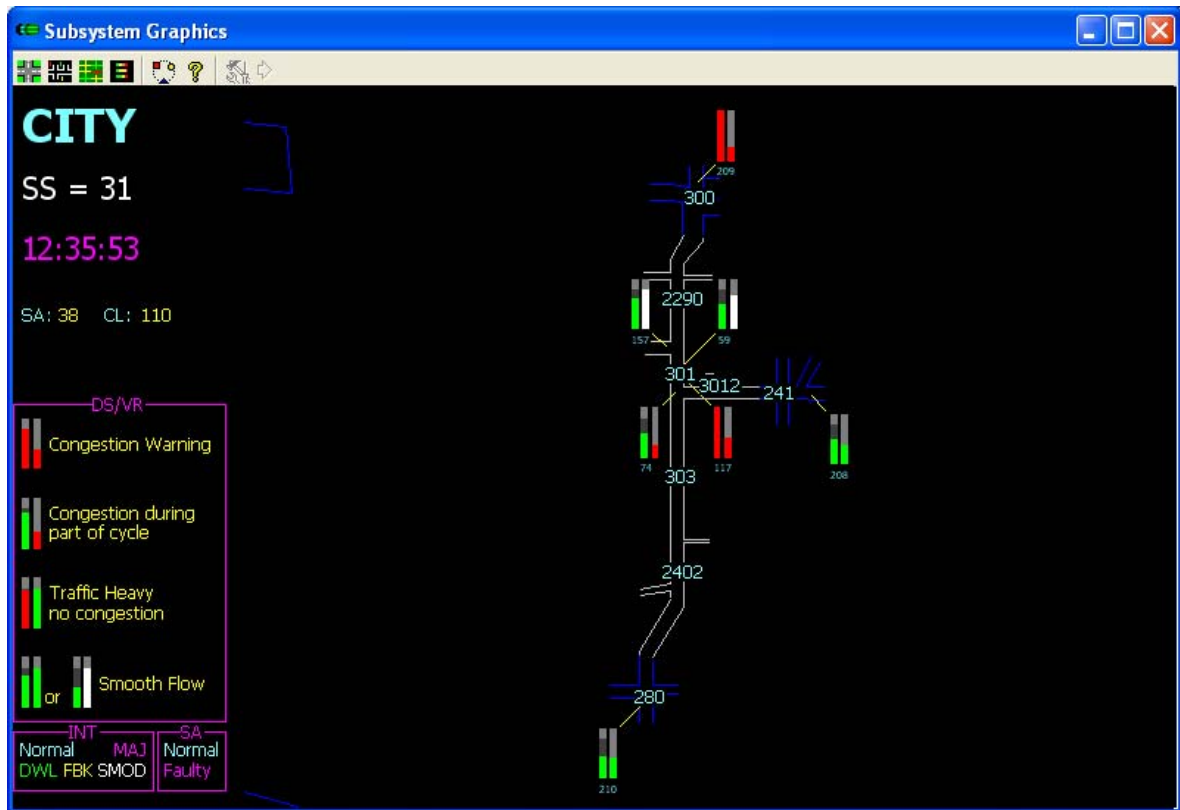 Subsystem Graphics
CITY
SS = 31
12:35:53
SA: 38 CL: 110
DS/VR
Congestion Warning
Congestion during
part of cycle
Traffic Heavy
no congestion
or Smooth Flow
INT
Normal MAJ
DWL FBK SMOD
SA
Normal
Faulty
209
300
2290
157
59
301
3012
241
74
117
208
303
2402
280
210